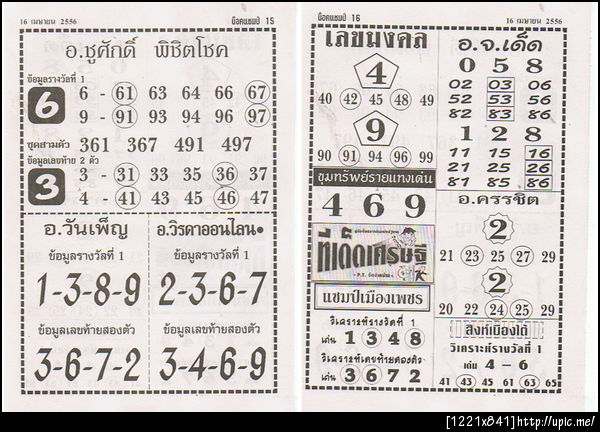 16 เมษายน 2556
น็อคแชมป์ 15
อ.ชูศักดิ์ พิชิตโชค
ข้อมูลรางวัลที่ 1
6
6 - 61 63 64 66 67
9 - 91 93 94 96 97
ชุดสามตัว 361 367 491 497
ข้อมูลเลขท้าย 2 ตัว
3
3 - 31 33 35 36 37
4 - 41 43 45 46 47
อ.วันเพ็ญ
ข้อมูลรางวัลที่ 1
1-3-8-9
ข้อมูลเลขท้ายสองตัว
3-6-7-2
อ.วิรดาออนไลน์
ข้อมูลรางวัลที่ 1
2-3-6-7
ข้อมูลเลขท้ายสองตัว
3-4-6-9
น็อคแชมป์ 16
16 เมษายน 2556
เลขมงคล
4
40 42 45 48 49
9
90 91 94 96 99
ขุมทรัพย์รายแทงเด่น
4 6 9
ทีเด็ดเศรษฐี
แชมป์เมืองเพชร
วิเคราะห์รางวัลที่ 1
เด่น 1 3 4 8
วิเคราะห์เลขท้ายสองตัว
เด่น 3 6 7 2
อ.จ.เด็ด
0 5 8
02 03 06
52 53 56
82 83 86
1 2 8
11 15 16
21 25 26
81 85 86
อ.ครรชิต
2
21 23 25 27 29
2
20 22 24 25 29
สิงห์เมืองใต้
วิเคราะห์รางวัลที่ 1
เด่น 4 - 6
41 43 45 61 63 65
[1221x841]http://upic.me/